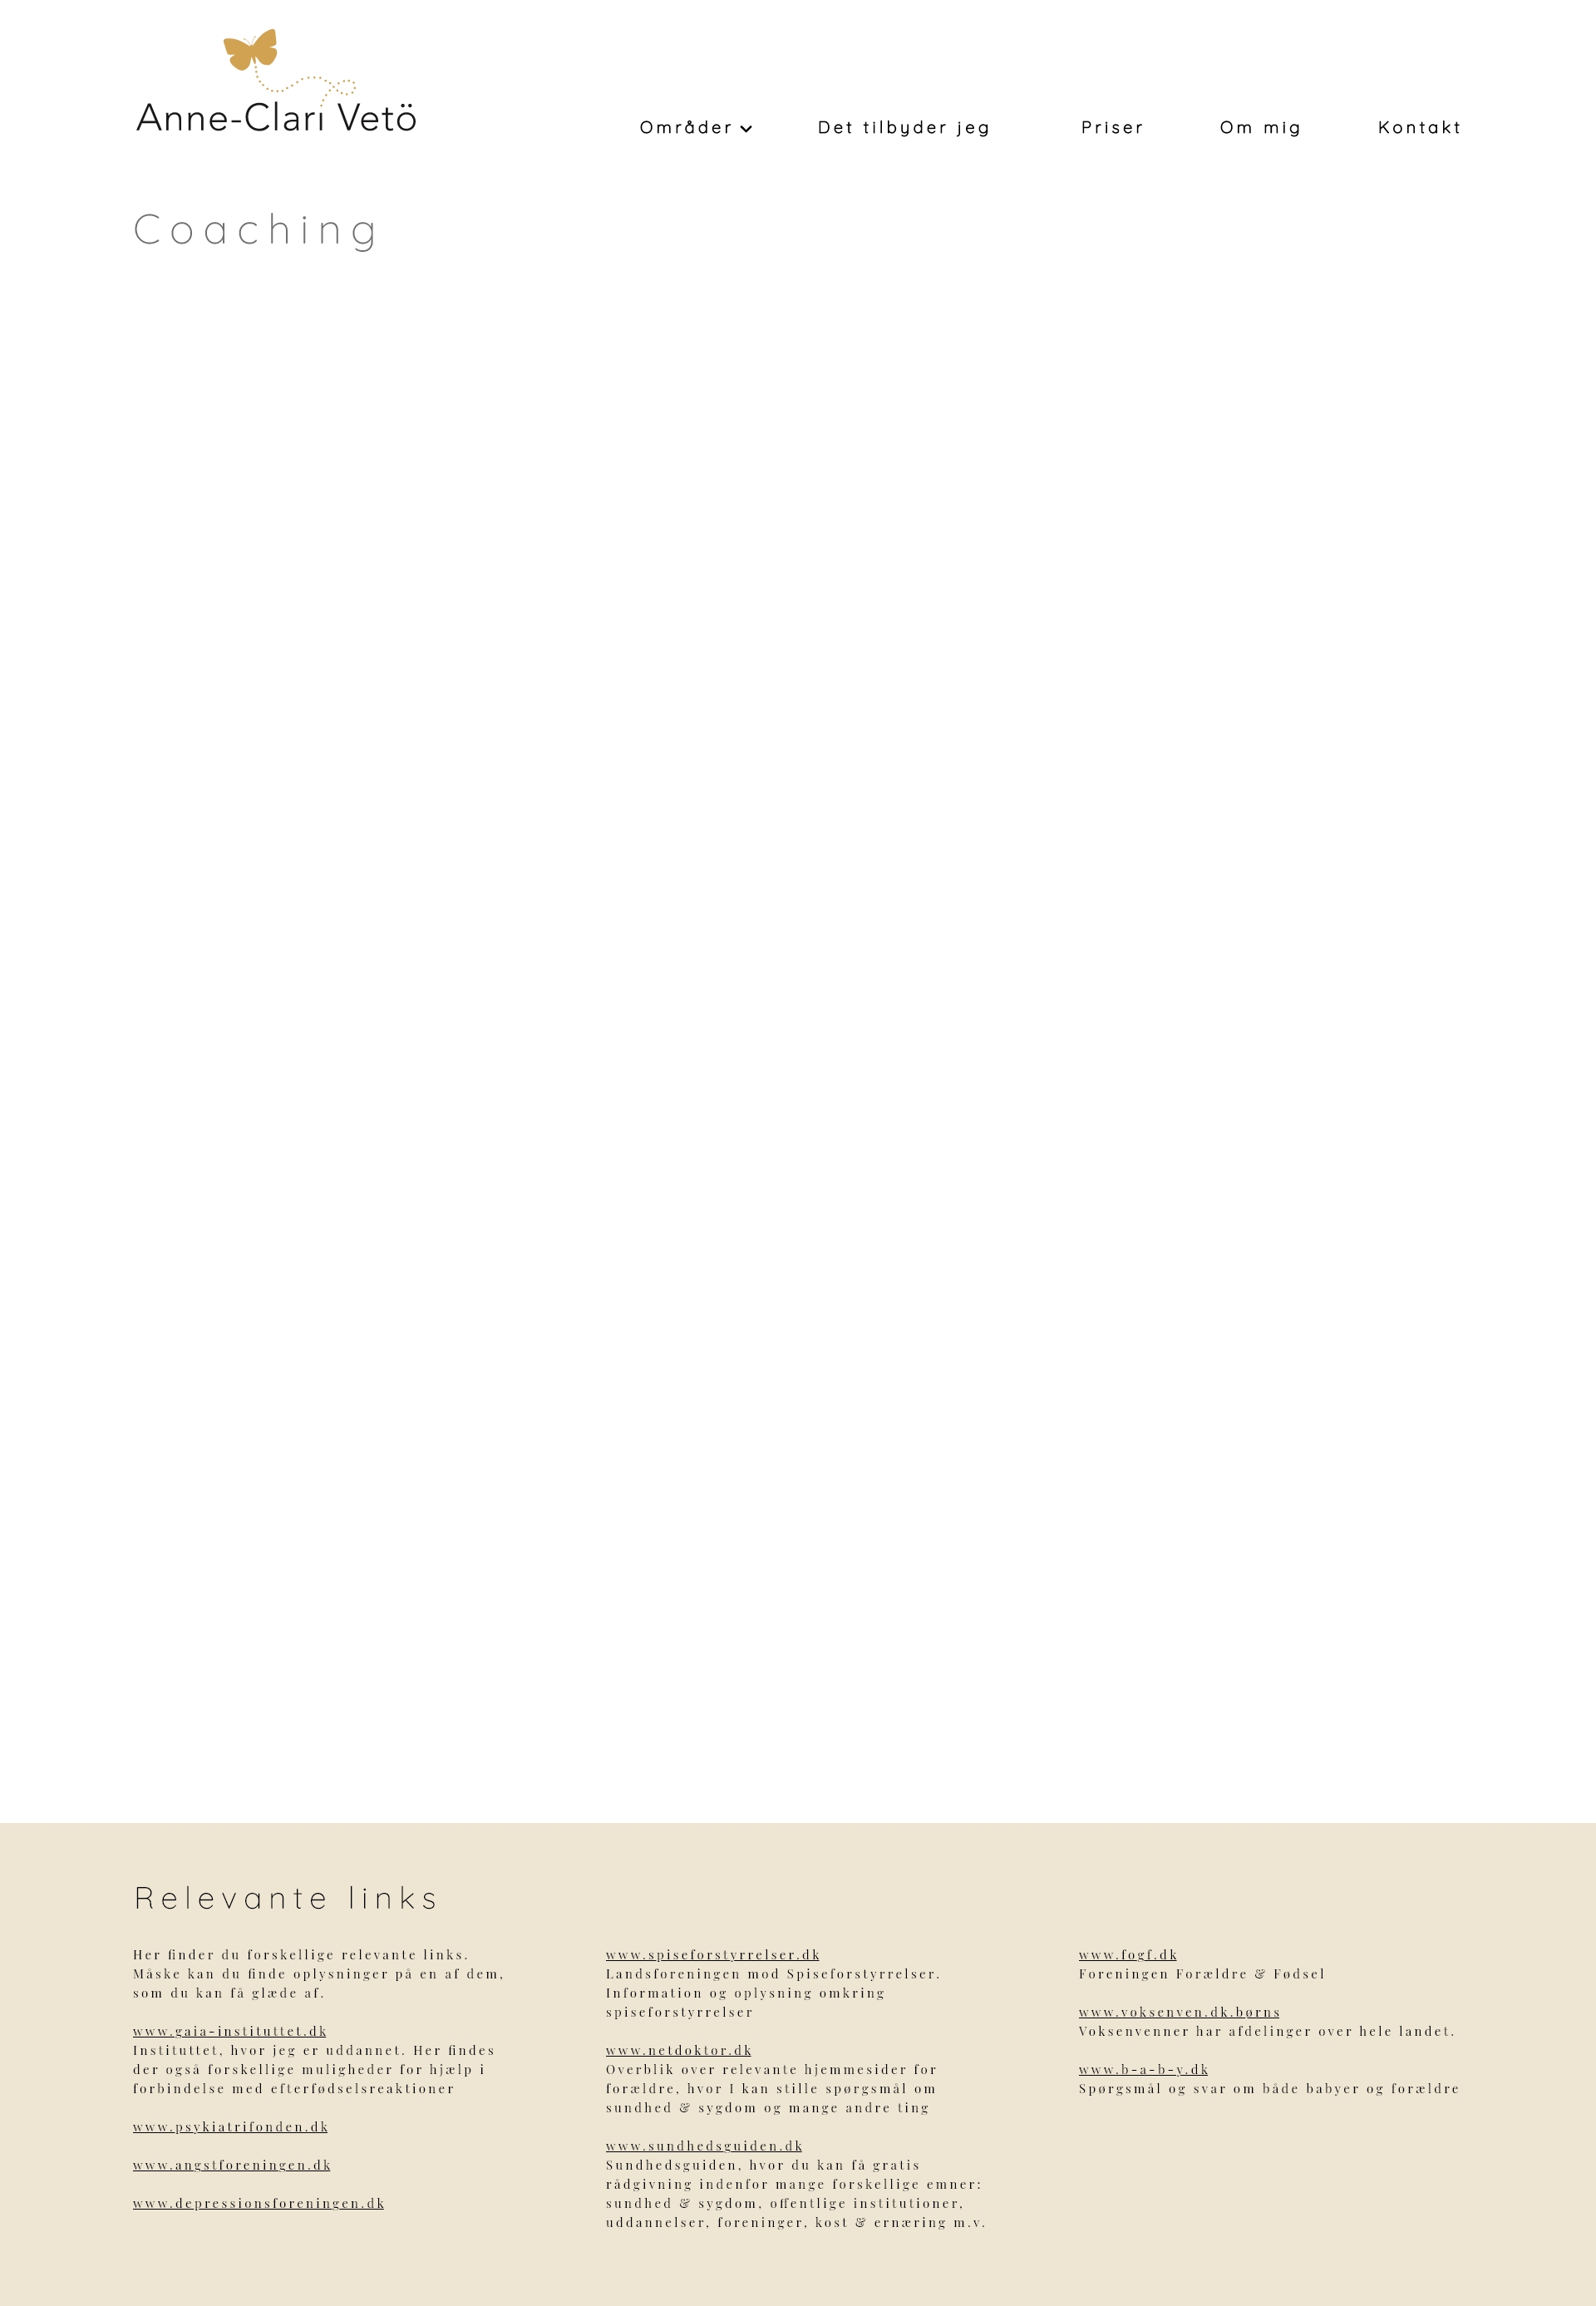 Anne-Clari Vetö
Områder
Det tilbyder jeg
Priser
Om mig
Kontakt
Coaching
Relevante links
Her finder du forskellige relevante links.
Måske kan du finde oplysninger på en af dem,
som du kan få glæde af.
www.gaia-instituttet.dk
Instituttet, hvor jeg er uddannet. Her findes
der også forskellige muligheder for hjælp i
forbindelse med efterfødselsreaktioner
www.psykiatrifonden.dk
www.angstforeningen.dk
www.depressionsforeningen.dk
www.spiseforstyrrelser.dk
Landsforeningen mod Spiseforstyrrelser.
Information og oplysning omkring
spiseforstyrrelser
www.netdoktor.dk
Overblik over relevante hjemmesider for
forældre, hvor I kan stille spørgsmål om
sundhed & sygdom og mange andre ting
www.sundhedsguiden.dk
Sundhedsguiden, hvor du kan få gratis
rådgivning indenfor mange forskellige emner:
sundhed & sygdom, offentlige institutioner,
uddannelser, foreninger, kost & ernæring m.v.
www.fogf.dk
Foreningen Forældre & Fødsel
www.voksenven.dk.børns
Voksenvenner har afdelinger over hele landet.
www.b-a-b-y.dk
Spørgsmål og svar om både babyer og forældre